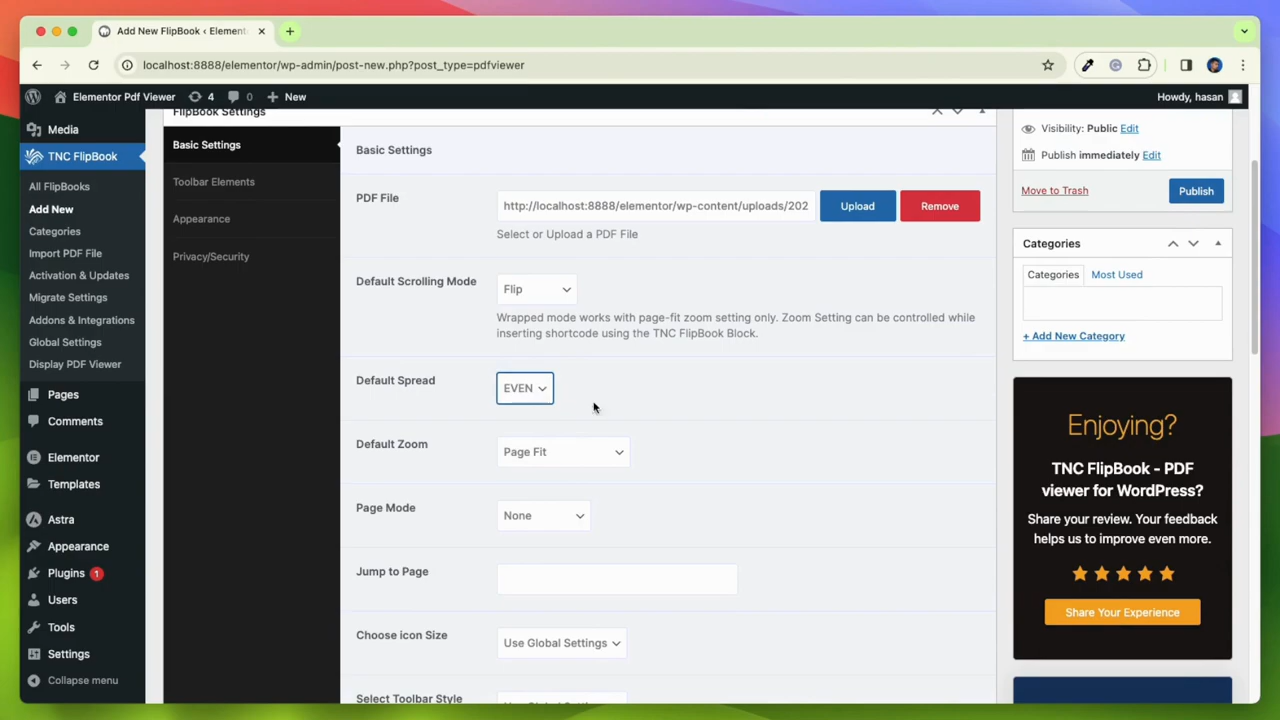 Add New FlipBook ‹ Element
localhost:8888/elementor/wp-admin/post-new.php?post_type=pdfviewer
Elementor Pdf Viewer
4
0
New
Howdy, hasan
Media
TNC FlipBook
All FlipBooks
Add New
Categories
Import PDF File
Activation & Updates
Migrate Settings
Addons & Integrations
Global Settings
Display PDF Viewer
Pages
Comments
Elementor
Templates
Astra
Appearance
Plugins 1
Users
Tools
Settings
Collapse menu
FlipBook Settings
Basic Settings
Toolbar Elements
Appearance
Privacy/Security
Basic Settings
PDF File
http://localhost:8888/elementor/wp-content/uploads/202
Upload
Remove
Select or Upload a PDF File
Default Scrolling Mode
Flip
Wrapped mode works with page-fit zoom setting only. Zoom Setting can be controlled while
inserting shortcode using the TNC FlipBook Block.
Default Spread
EVEN
Default Zoom
Page Fit
Page Mode
None
Jump to Page
Choose icon Size
Use Global Settings
Select Toolbar Style
Visibility: Public Edit
Publish immediately Edit
Move to Trash
Publish
Categories
Categories
Most Used
+ Add New Category
Enjoying?
TNC FlipBook - PDF
viewer for WordPress?
Share your review. Your feedback
helps us to improve even more.
Share Your Experience